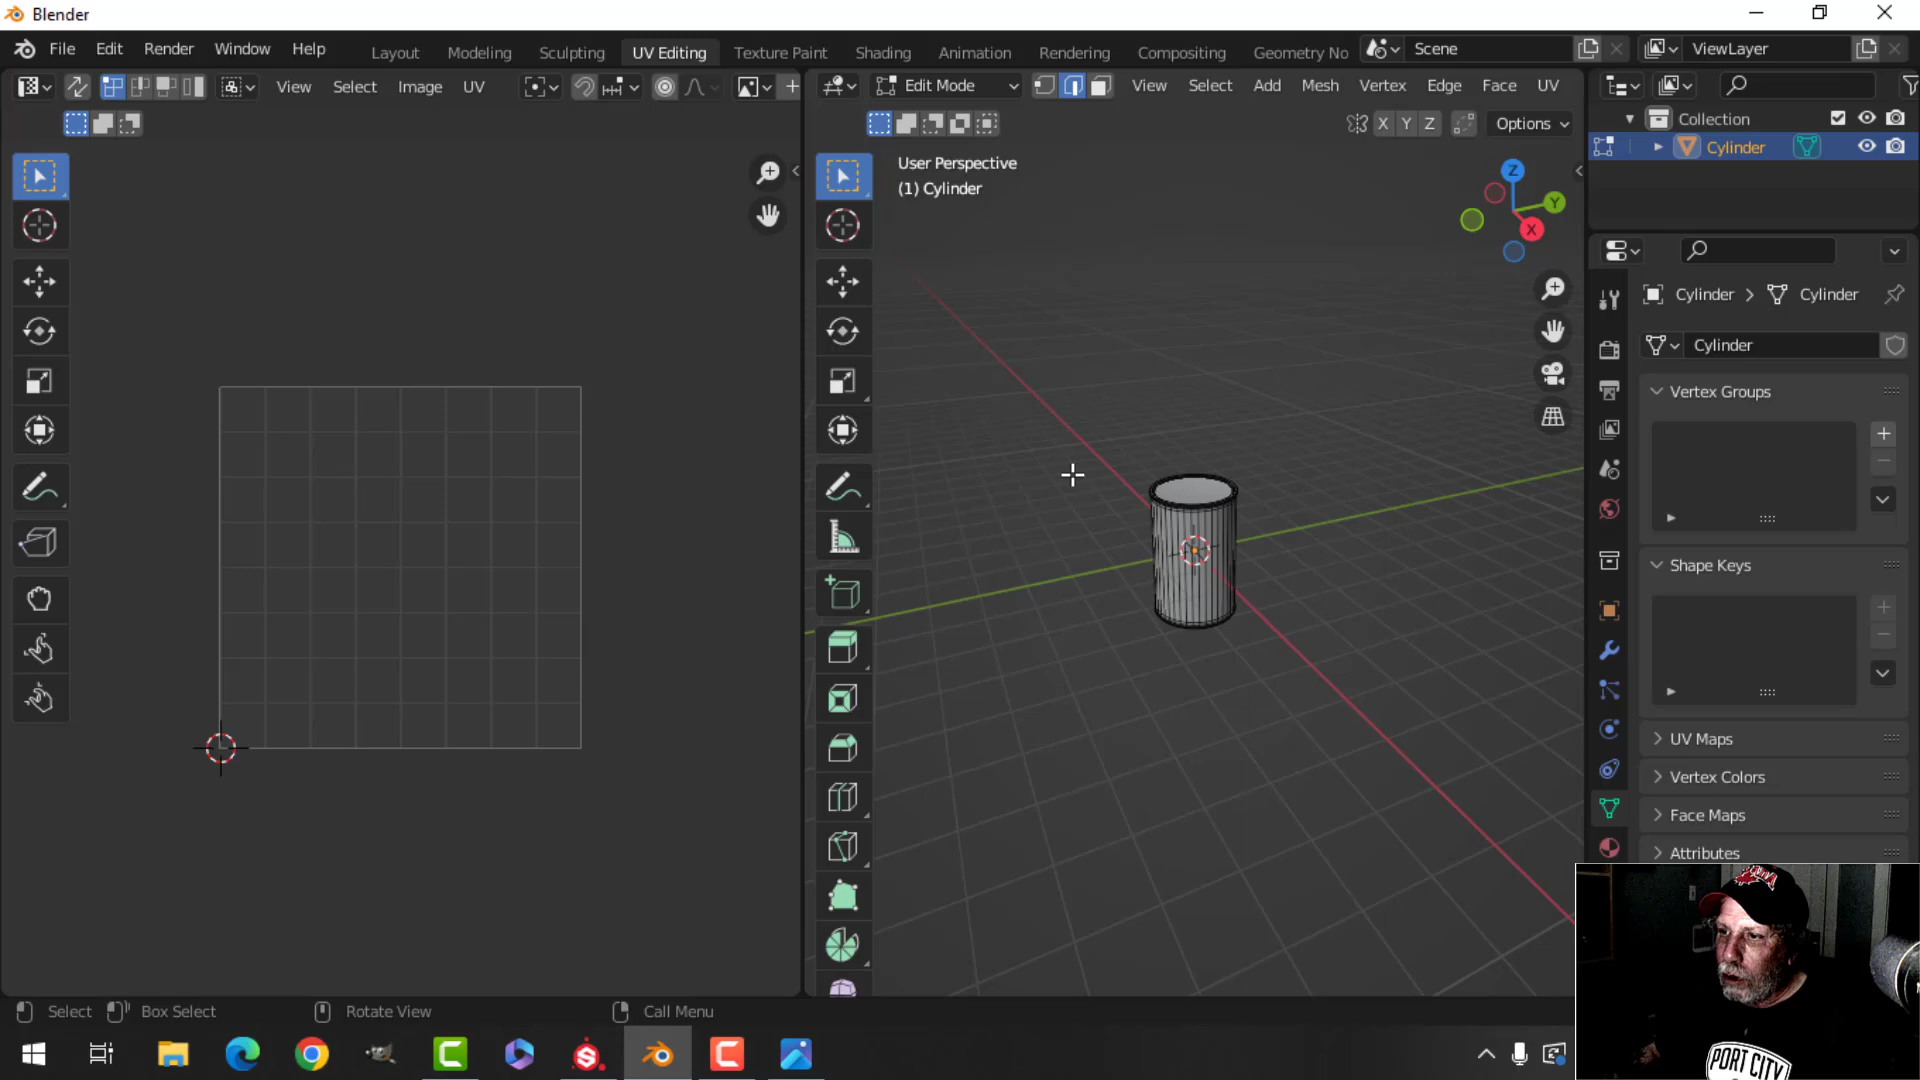 Blender
File Edit Render Window Help Layout Modeling Sculpting UV Editing Texture Paint Shading Animation Rendering Compositing Geometry No Scene ViewLayer
View Select Image UV Edit Mode View Select Add Mesh Vertex Edge Face UV
X Y Z Options
Collection
Cylinder
User Perspective
(1) Cylinder
Z
Y
X
Cylinder > Cylinder
Cylinder
Vertex Groups
Shape Keys
UV Maps
Vertex Colors
Face Maps
Attributes
Select Box Select Rotate View Call Menu
PORT CITY